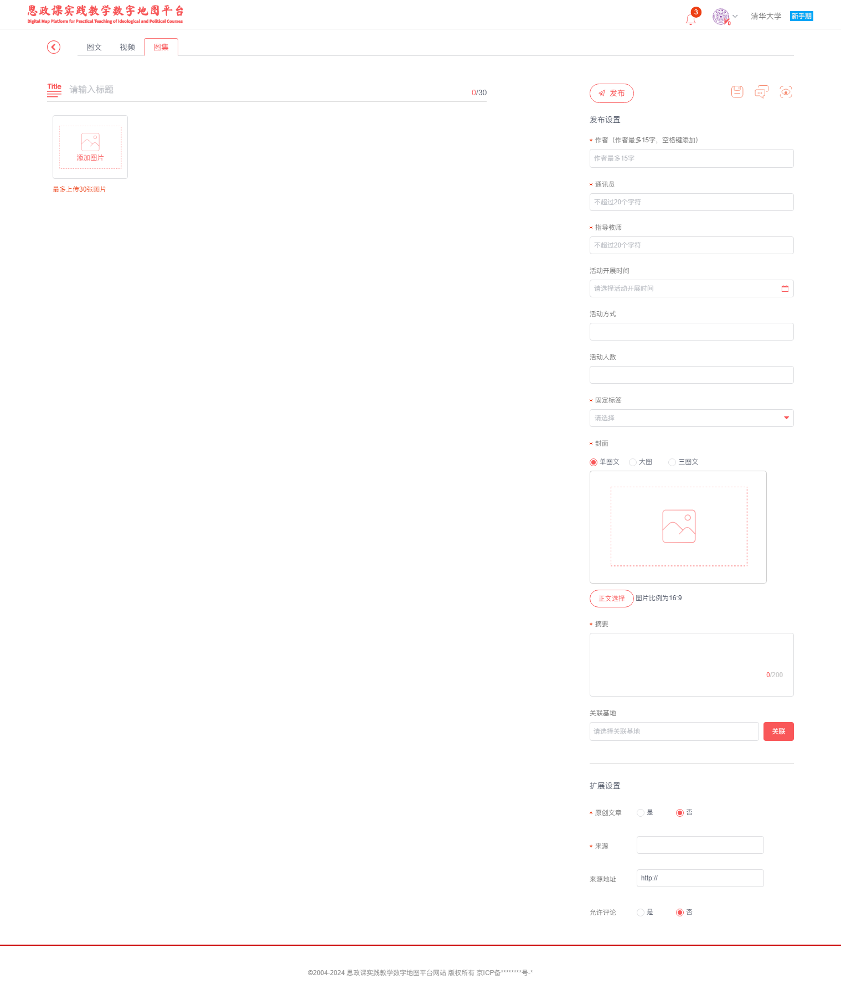 思政课实践教学数字地图平台
Digital Map Platform for Practical Teaching of Ideological and Political Courses
3
0
清华大学
新手期
图文
视频
图集
Title
请输入标题
0/30
发布
添加图片
最多上传30张图片
发布设置
* 作者（作者最多15字，空格键添加）
作者最多15字
* 通讯员
不超过20个字符
* 指导教师
不超过20个字符
活动开展时间
请选择活动开展时间
活动方式
活动人数
* 固定标签
请选择
* 封面
单图文
大图
三图文
正文选择
图片比例为16:9
* 摘要
0/200
关联基地
请选择关联基地
关联
扩展设置
* 原创文章
是
否
* 来源
来源地址
http://
允许评论
是
否
©2004-2024 思政课实践教学数字地图平台网站 版权所有 京ICP备********号-*